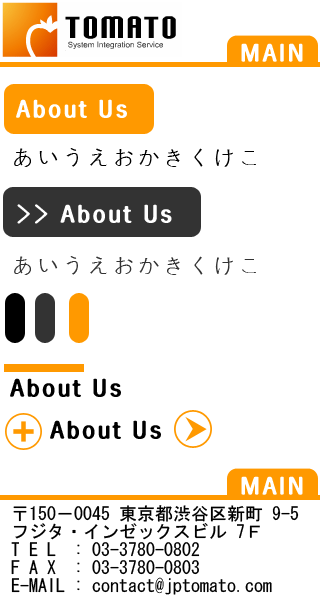 TOMATO
System Integration Service
MAIN
About Us
あいうえおかきくけこ
>> About Us
あいうえおかきくけこ
About Us
About Us
MAIN
〒150－0045 東京都渋谷区新町 9-5
フジタ・インゼックスビル 7F
TEL : 03-3780-0802
FAX : 03-3780-0803
E-MAIL : contact@jptomato.com